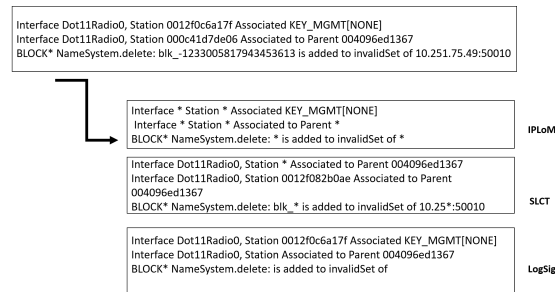 Interface Dot11Radio0, Station 0012f0c6a17f Associated KEY_MGMT[NONE]
Interface Dot11Radio0, Station 000c41d7de06 Associated to Parent 004096ed1367
BLOCK* NameSystem.delete: blk_-1233005817943453613 is added to invalidSet of 10.251.75.49:50010
Interface * Station * Associated KEY_MGMT[NONE]
Interface * Station * Associated to Parent *
BLOCK* NameSystem.delete: * is added to invalidSet of *
IPLoM
Interface Dot11Radio0, Station * Associated to Parent 004096ed1367
Interface Dot11Radio0, Station 0012f082b0ae Associated to Parent
004096ed1367
BLOCK* NameSystem.delete: blk_* is added to invalidSet of 10.25*:50010
SLCT
Interface Dot11Radio0, Station 0012f0c6a17f Associated KEY_MGMT[NONE]
Interface Dot11Radio0, Station Associated to Parent 004096ed1367
BLOCK* NameSystem.delete: is added to invalidSet of
LogSig